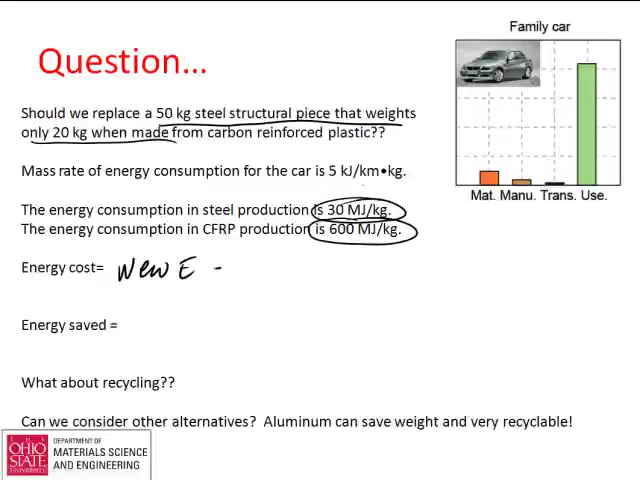 Family car
Question…
Should we replace a 50 kg steel structural piece that weights
only 20 kg when made from carbon reinforced plastic??
Mass rate of energy consumption for the car is 5 kJ/km•kg.
Mat. Manu. Trans. Use.
The energy consumption in steel production is 30 MJ/kg.
The energy consumption in CFRP production is 600 MJ/kg.
Energy cost= New E -
Energy saved =
What about recycling??
Can we consider other alternatives?  Aluminum can save weight and very recyclable!
THE
OHIO
STATE
UNIVERSITY
DEPARTMENT OF
MATERIALS SCIENCE
AND ENGINEERING